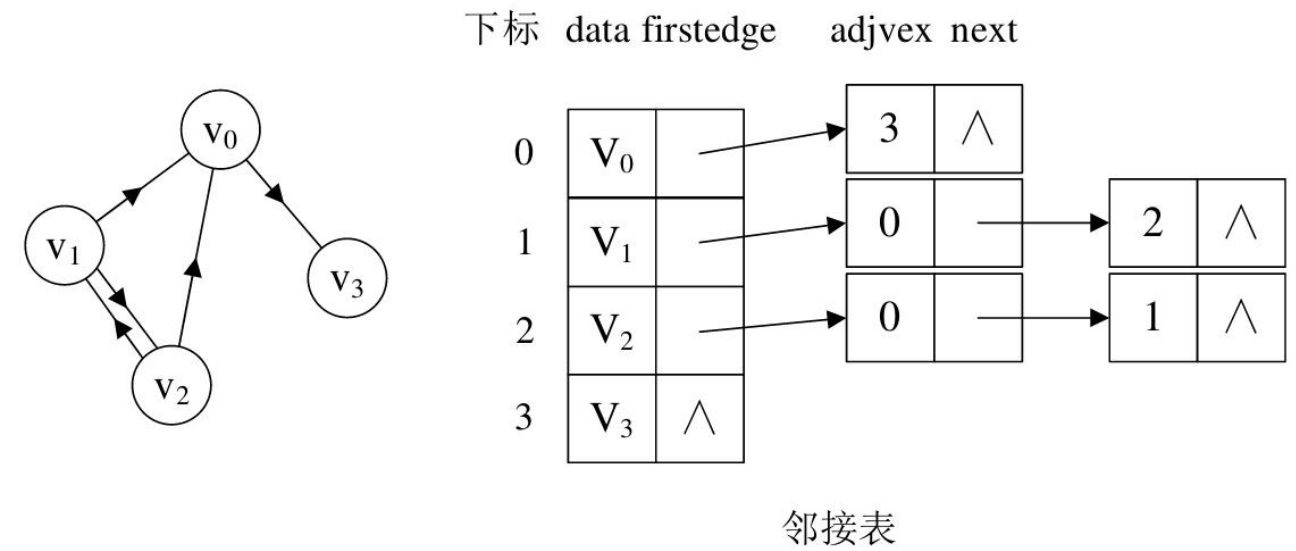 下标 data firstedge adjvex next
v0
v1
v2
v3
0 V0 3 ∧
1 V1 0 2 ∧
2 V2 0 1 ∧
3 V3 ∧
邻接表